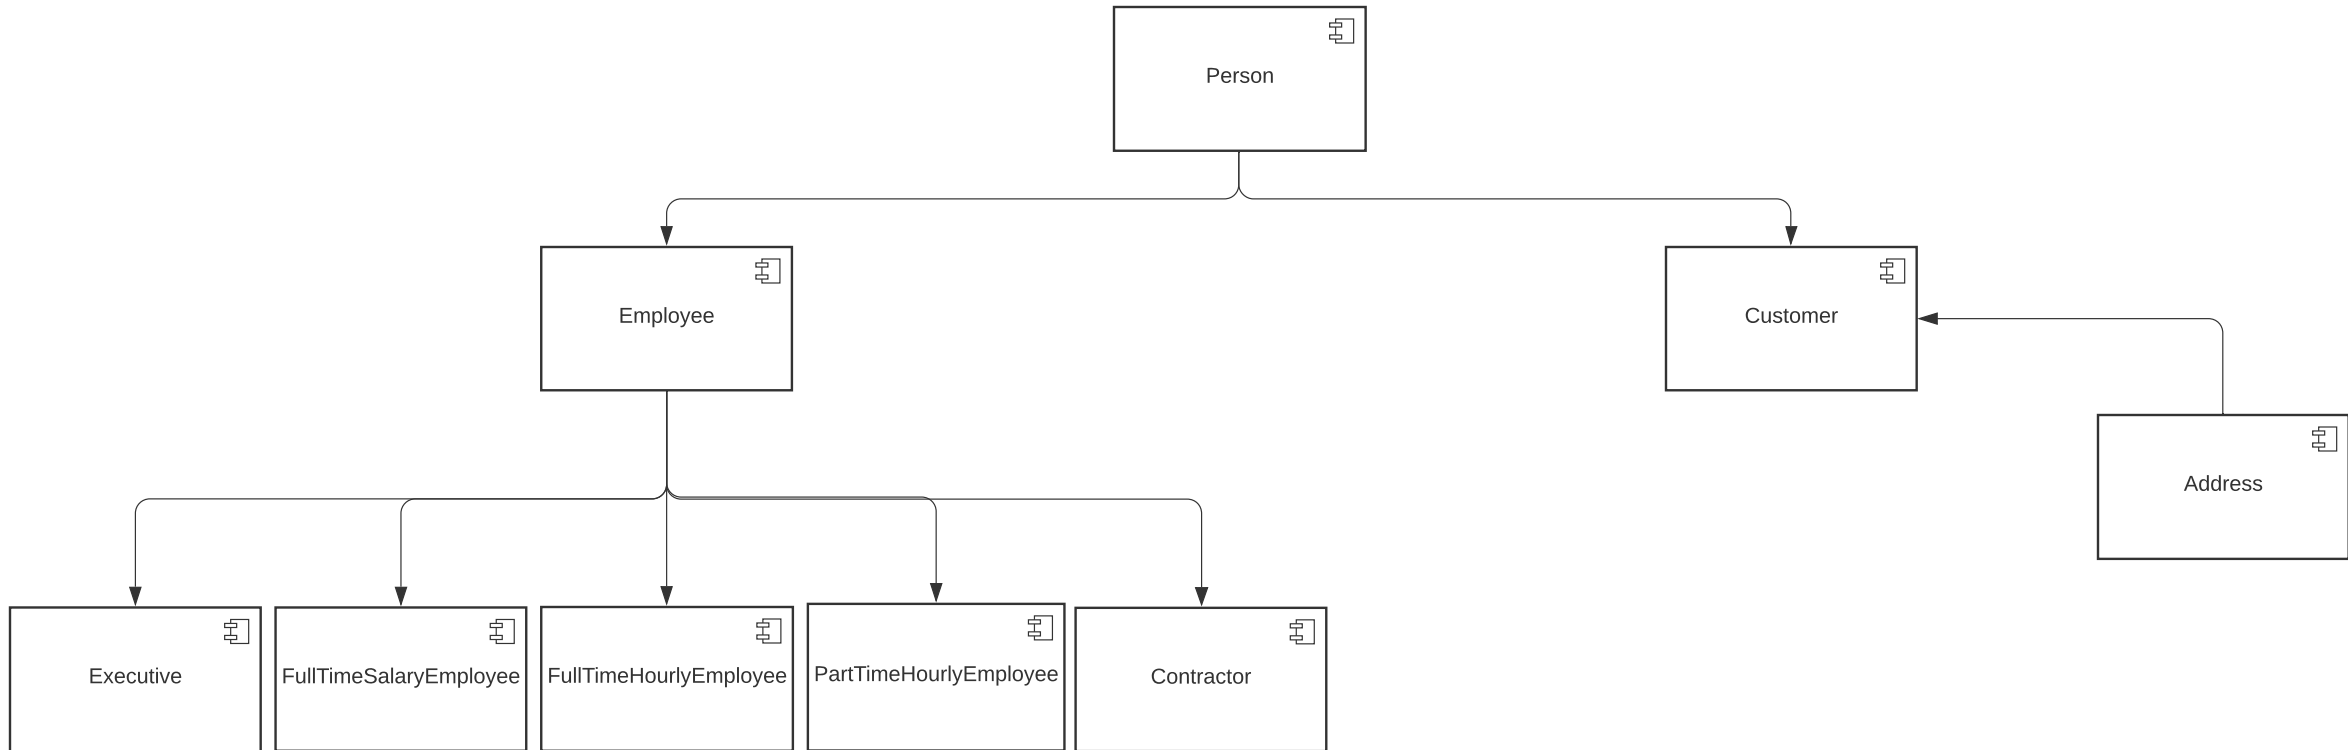 Person
Employee
Customer
Address
Executive
FullTimeSalaryEmployee
FullTimeHourlyEmployee
PartTimeHourlyEmployee
Contractor